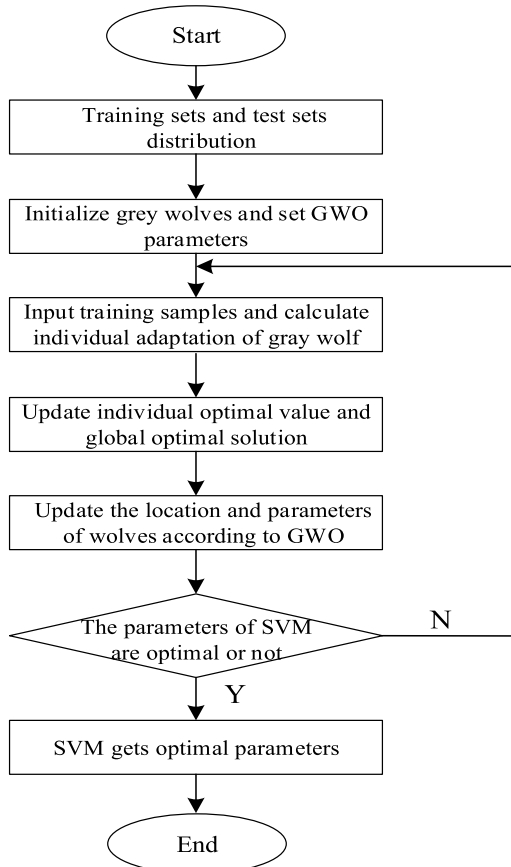 Start
Training sets and test sets
distribution
Initialize grey wolves and set GWO
parameters
Input training samples and calculate
individual adaptation of gray wolf
Update individual optimal value and
global optimal solution
Update the location and parameters
of wolves according to GWO
The parameters of SVM
are optimal or not
N
Y
SVM gets optimal parameters
End